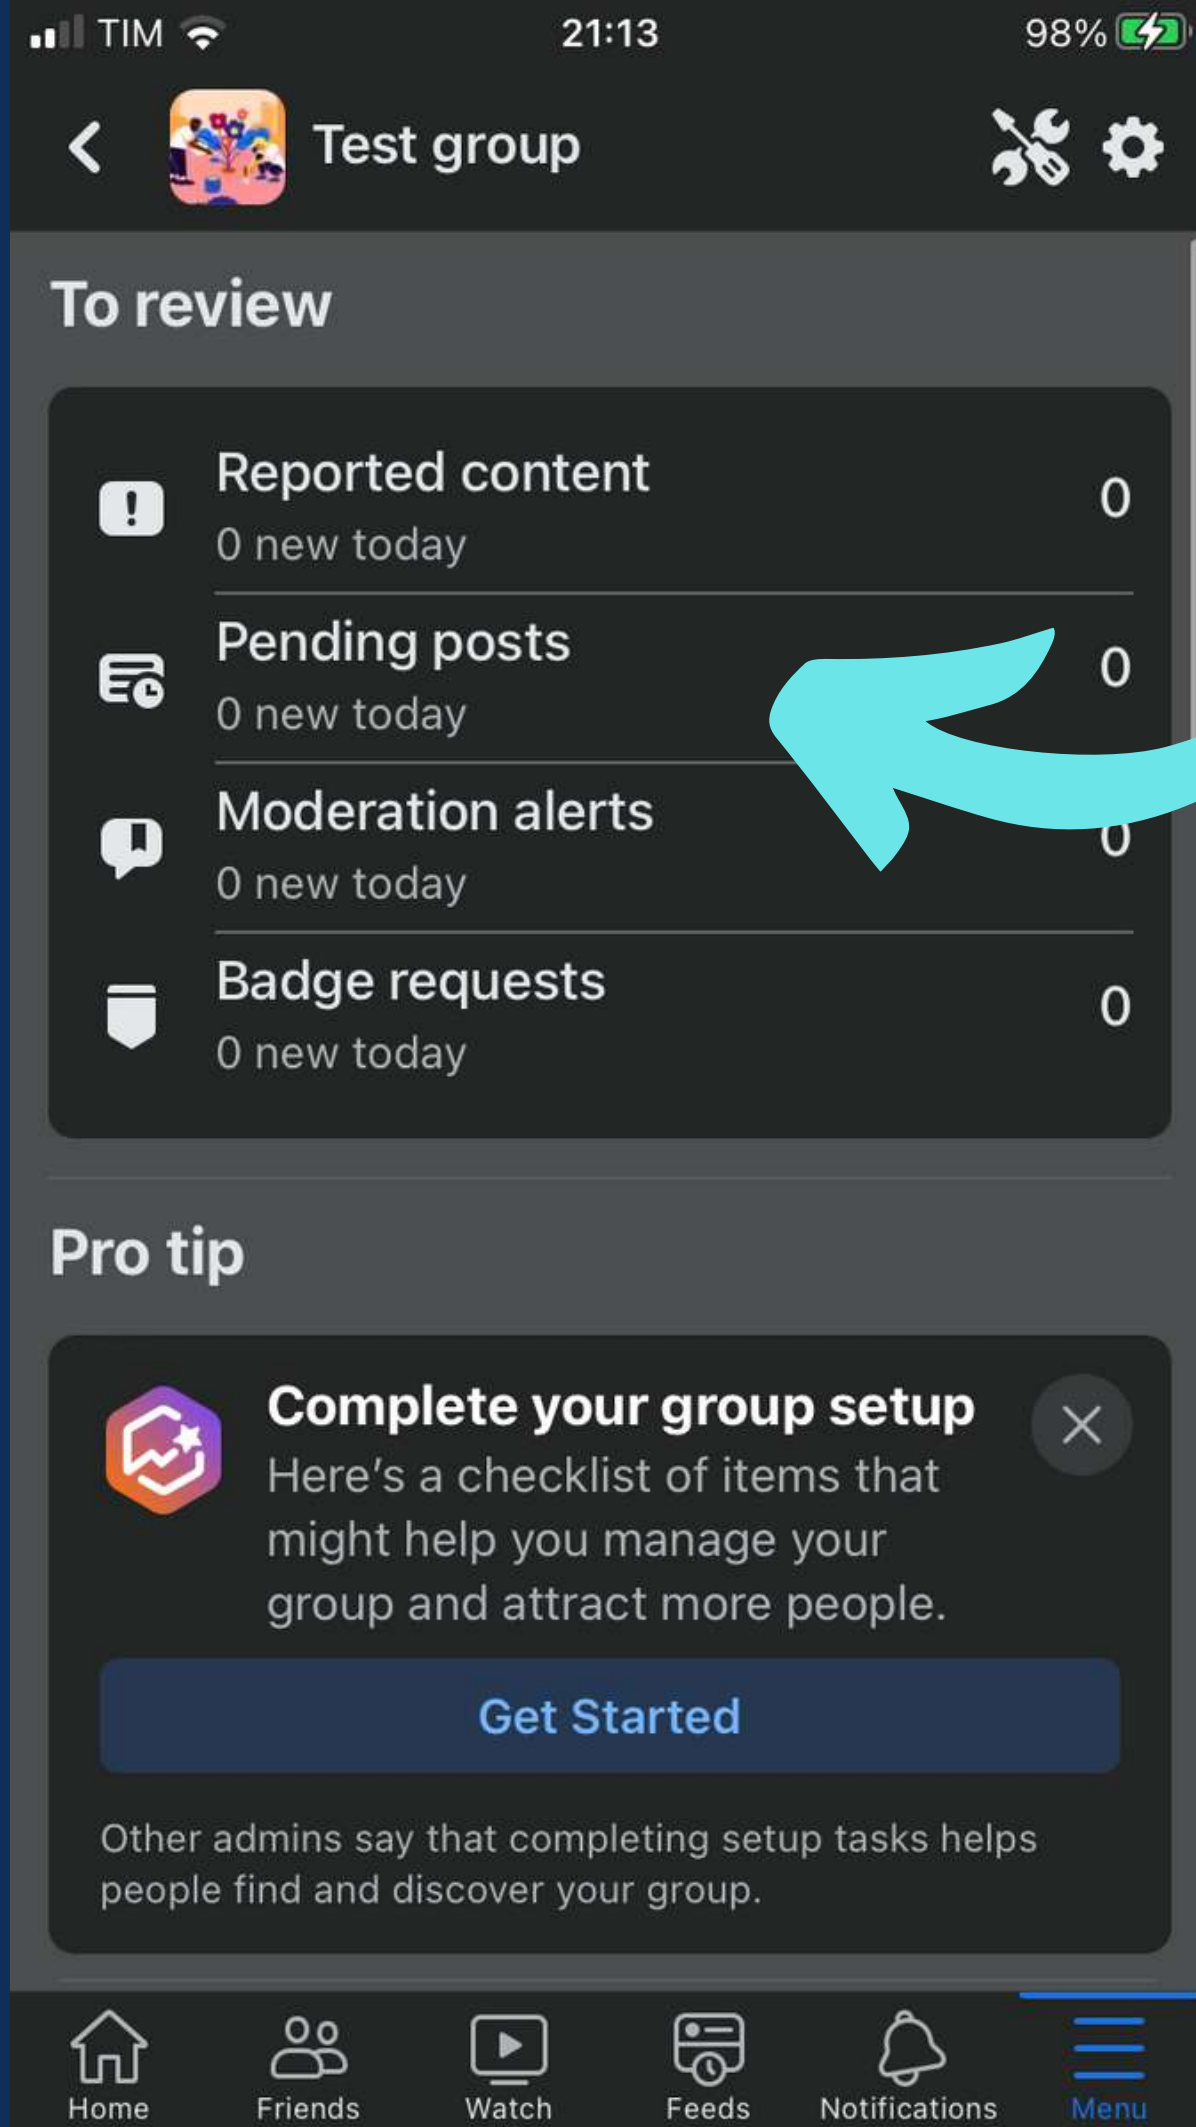 TIM 21:13 98%
Test group
To review
Reported content 0
0 new today
Pending posts 0
0 new today
Moderation alerts 0
0 new today
Badge requests 0
0 new today
Pro tip
Complete your group setup
Here's a checklist of items that
might help you manage your
group and attract more people.
Get Started
Other admins say that completing setup tasks helps
people find and discover your group.
Home Friends Watch Feeds Notifications Menu